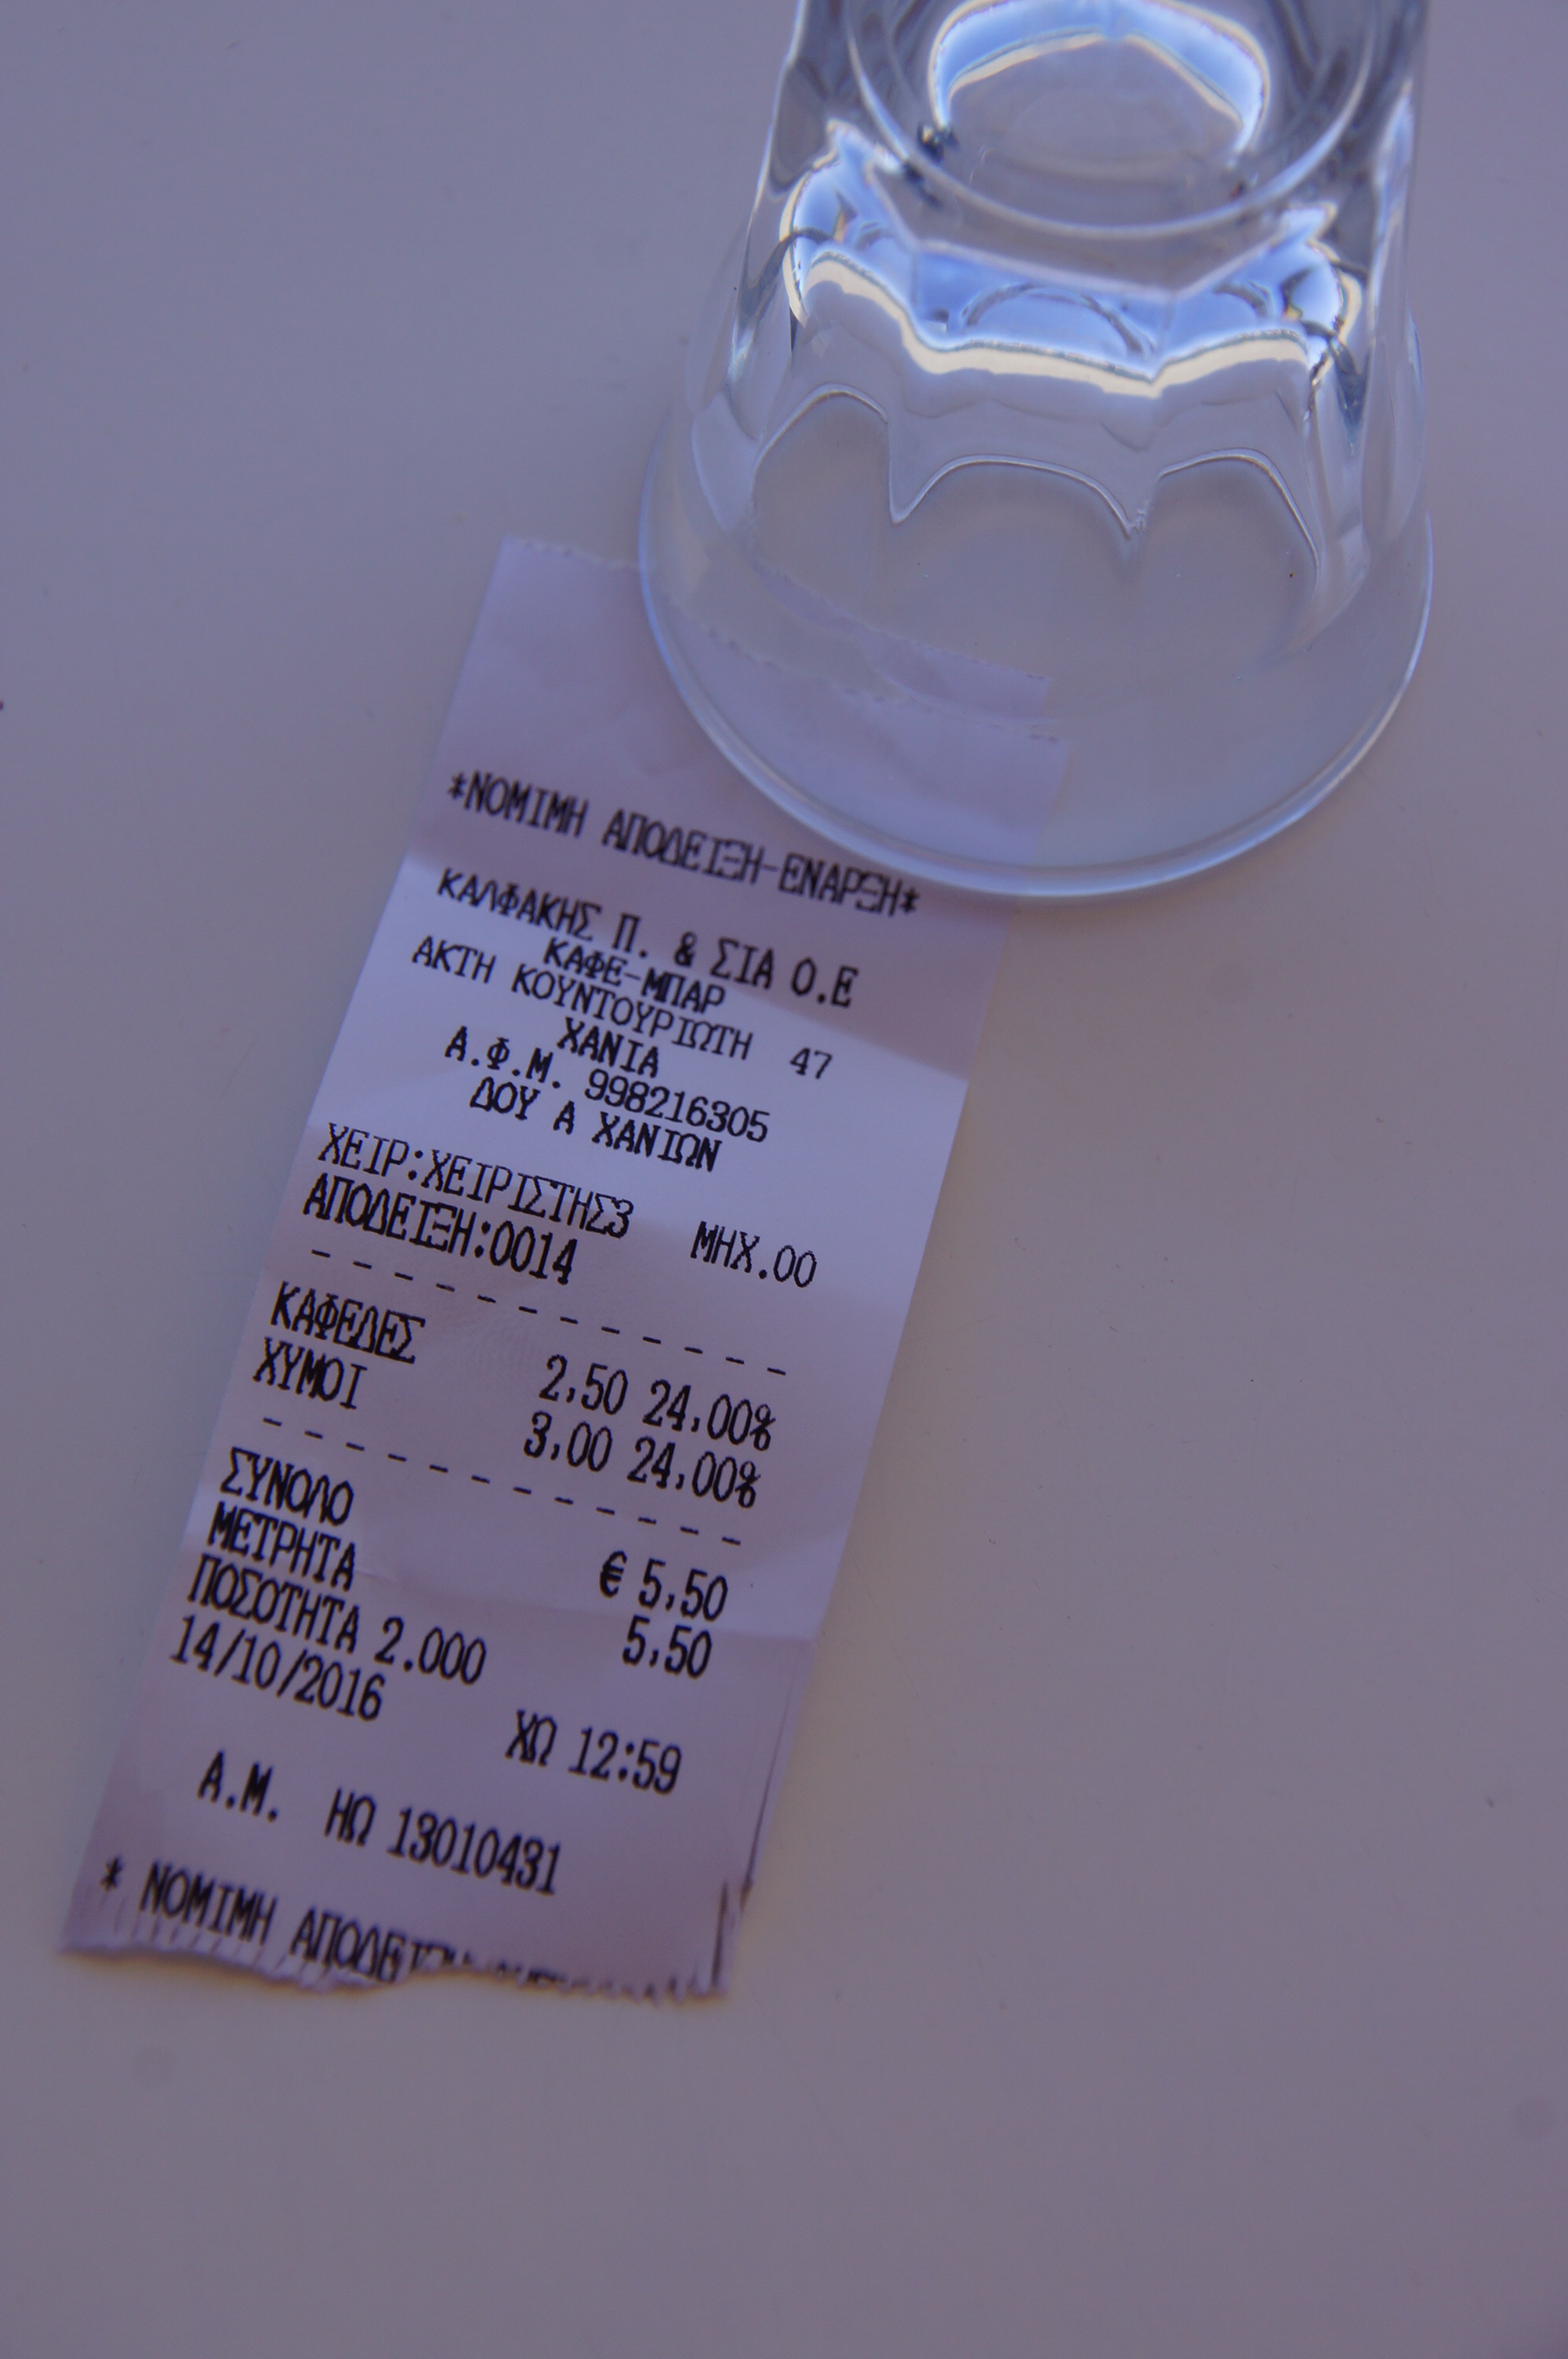 *ΝΟΜΙΜΗ ΑΠΟΔΕΙΞΗ-ΕΝΑΡΞΗ*
ΚΑΛΦΑΚΗΣ Π. & ΣΙΑ Ο.Ε
ΚΑΦΕ-ΜΠΑΡ
ΑΚΤΗ ΚΟΥΝΤΟΥΡΙΩΤΗ 47
ΧΑΝΙΑ
Α.Φ.Μ. 998216305
ΔΟΥ Α ΧΑΝΙΩΝ
ΧΕΙΡ:ΧΕΙΡΙΣΤΗΣ3 ΜΗΧ.00
ΑΠΟΔΕΙΞΗ:0014
- - - - - - - - - - - -
ΚΑΦΕΔΕΣ 2,50 24,00%
ΧΥΜΟΙ 3,00 24,00%
- - - - - - - - - - - -
ΣΥΝΟΛΟ € 5,50
ΜΕΤΡΗΤΑ 5,50
ΠΟΣΟΤΗΤΑ 2.000
14/10/2016 ΧΩ 12:59
Α.Μ. ΗΩ 13010431
* ΝΟΜΙΜΗ ΑΠΟΔΕΙΞΗ